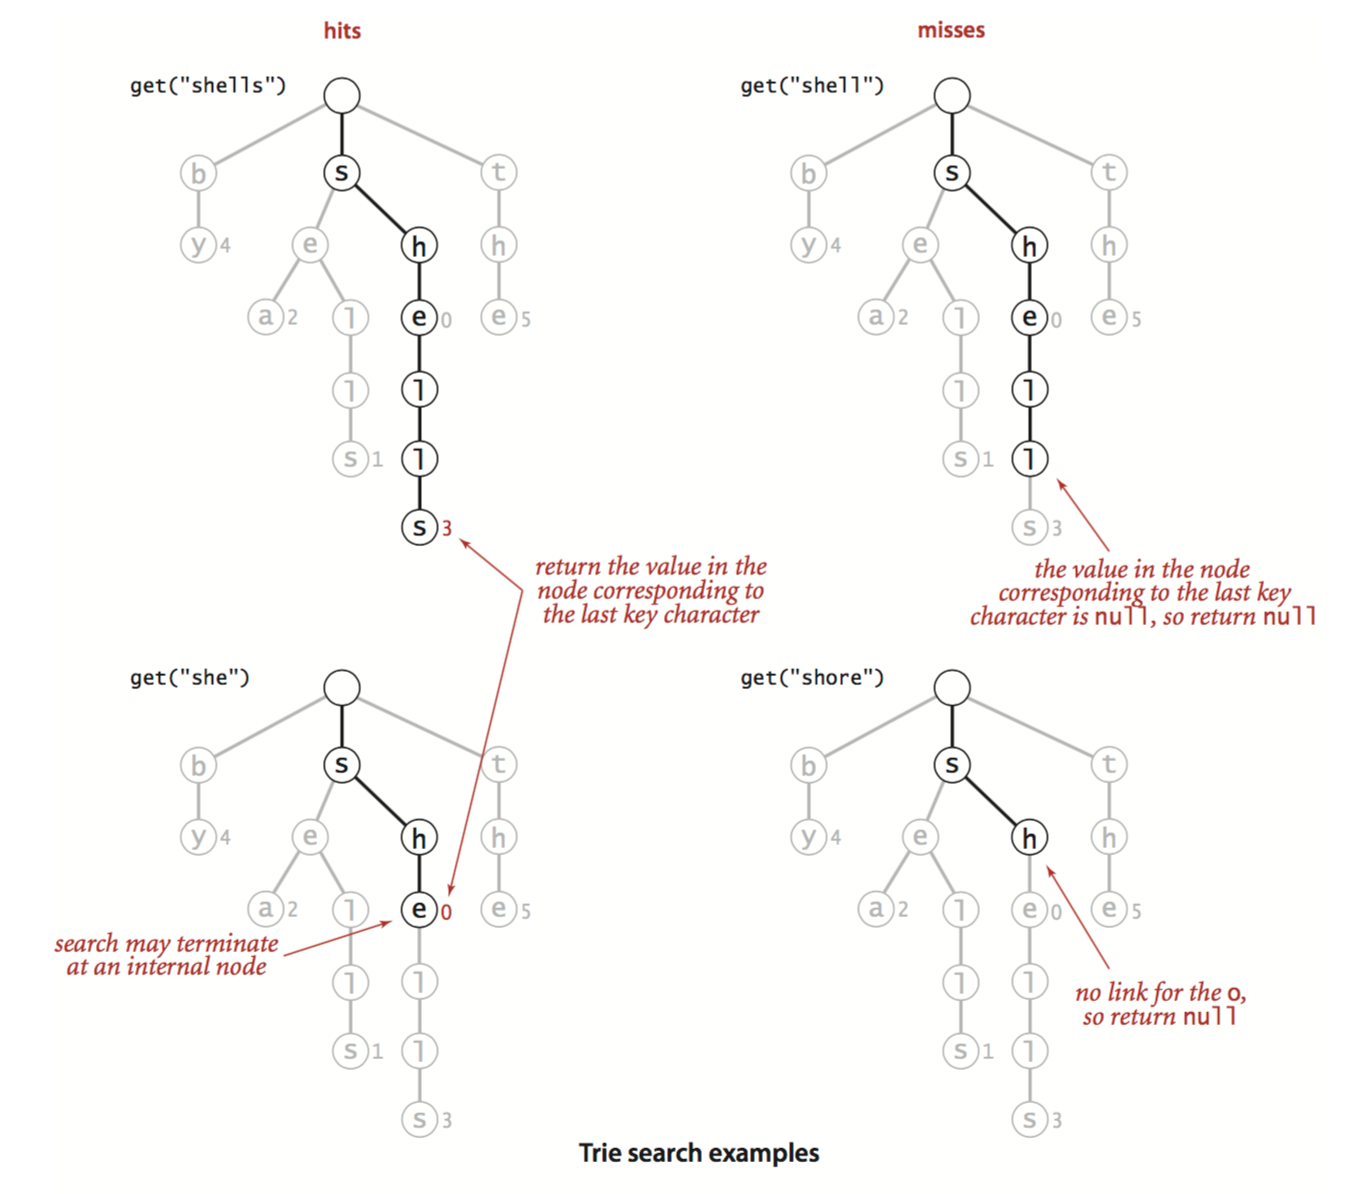 hits
misses
get("shells")
get("shell")
b s t
b s t
y 4 e h h
y 4 e h h
a 2 l e 0 e 5
a 2 l e 0 e 5
l l
l l
s 1 l
s 1 l
s 3
s 3
return the value in the
node corresponding to
the last key character
the value in the node
corresponding to the last key
character is null, so return null
get("she")
get("shore")
b s t
b s t
y 4 e h h
y 4 e h h
a 2 l e 0 e 5
a 2 l e 0 e 5
search may terminate
at an internal node
l l
l l
no link for the o,
so return null
s 1 l
s 1 l
s 3
s 3
Trie search examples